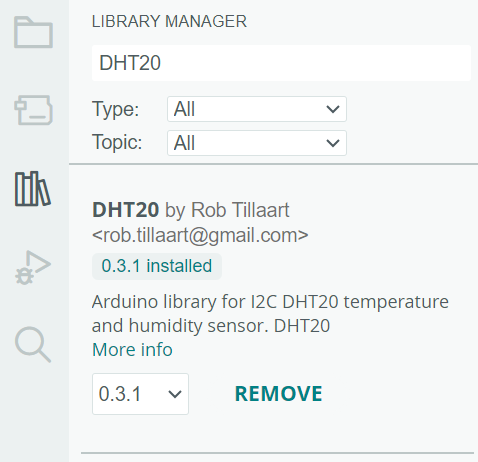 LIBRARY MANAGER
DHT20
Type: All
Topic: All
DHT20 by Rob Tillaart
<rob.tillaart@gmail.com>
0.3.1 installed
Arduino library for I2C DHT20 temperature
and humidity sensor. DHT20
More info
0.3.1 REMOVE